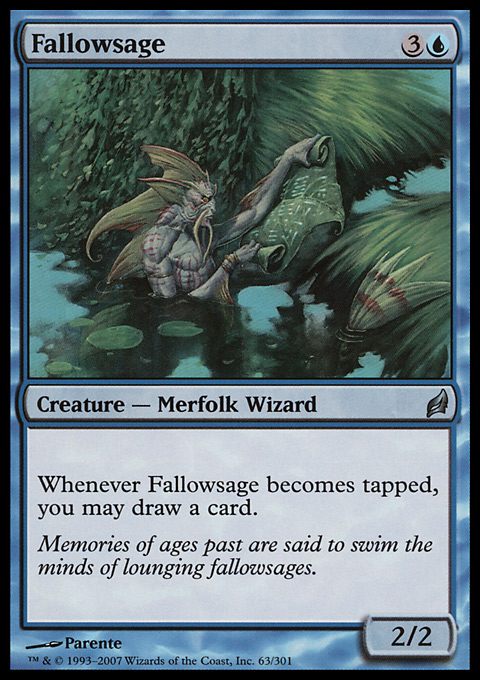 Fallowsage 3
Creature — Merfolk Wizard
Whenever Fallowsage becomes tapped,
you may draw a card.
Memories of ages past are said to swim the
minds of lounging fallowsages.
Parente
2/2
™ & © 1993–2007 Wizards of the Coast, Inc. 63/301